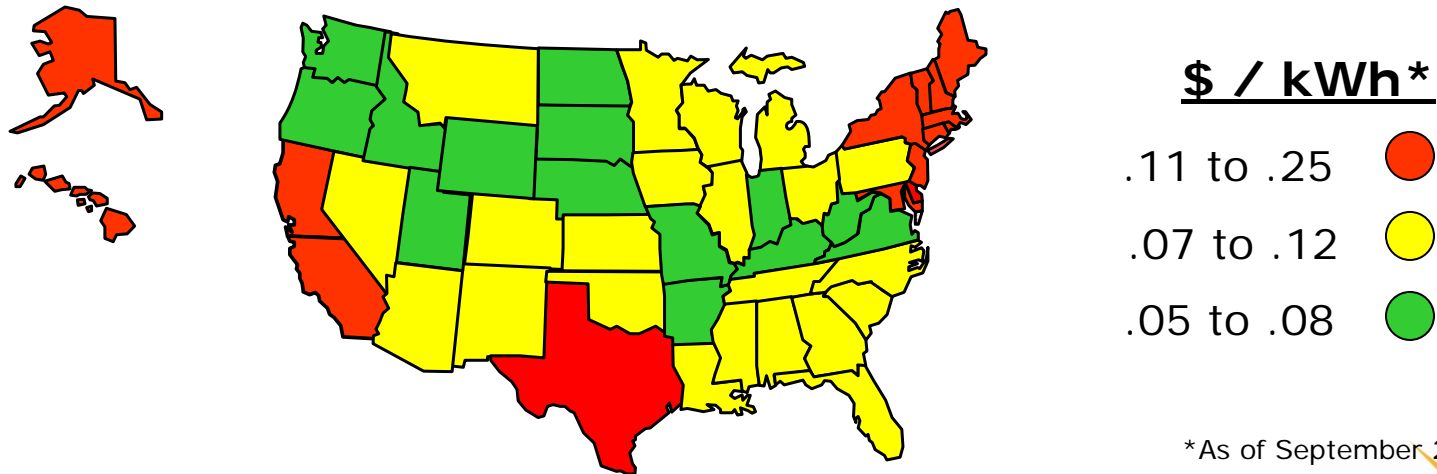 $ / kWh*
.11 to .25
.07 to .12
.05 to .08
*As of September